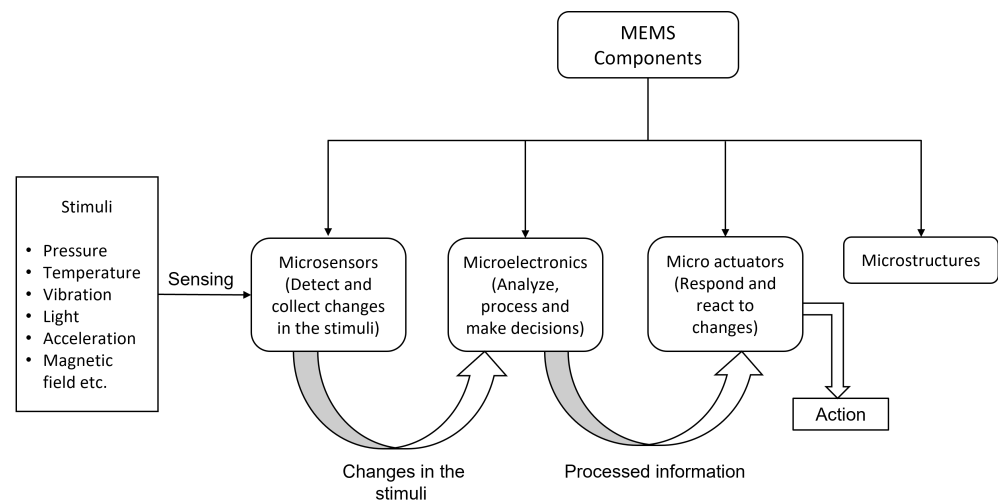 MEMS
Components
Stimuli
• Pressure
• Temperature
• Vibration
• Light
• Acceleration
• Magnetic
field etc.
Sensing
Microsensors
(Detect and
collect changes
in the stimuli)
Microelectronics
(Analyze,
process and
make decisions)
Micro actuators
(Respond and
react to
changes)
Microstructures
Action
Changes in the
stimuli
Processed information